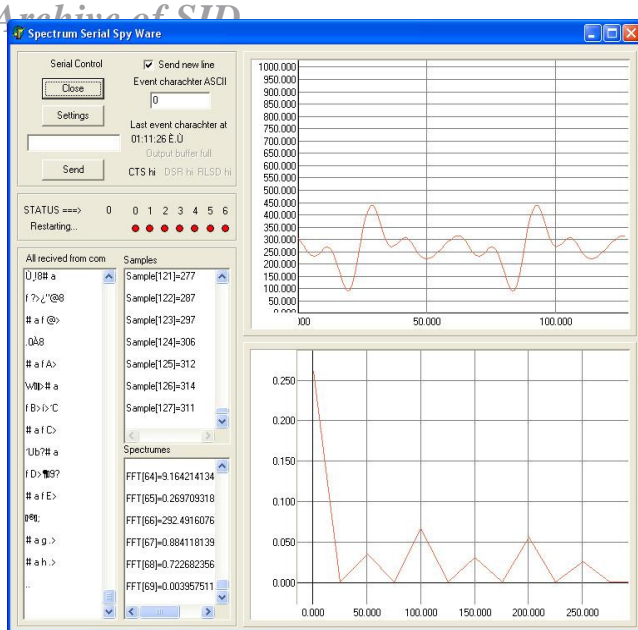 Archive of SID
Spectrum Serial Spy Ware
Serial Control
Send new line
Close
Event charachter ASCII
0
Settings
Last event charachter at
01:11:26 È.Ù
Output buffer full
Send
CTS hi DSR hi RLSD hi
STATUS ===> 0 0 1 2 3 4 5 6
Restarting...
All recived from com
f ?>¿"@8
# a f @>
.0À8
# a f A>
f B>í>'C
# a f C>
'Ub?# a
# a f E>
# a g .>
# a h .>
..
Samples
Sample[121]=277
Sample[122]=287
Sample[123]=297
Sample[124]=306
Sample[125]=312
Sample[126]=314
Sample[127]=311
Spectrumes
FFT[64]=9.164214134
FFT[65]=0.269709318
FFT[66]=292.4916076
FFT[67]=0.884118139
FFT[68]=0.722682356
FFT[69]=0.003957511
1000.000
950.000
900.000
850.000
800.000
750.000
700.000
650.000
600.000
550.000
500.000
450.000
400.000
350.000
300.000
250.000
200.000
150.000
100.000
50.000
0.000
50.000 100.000
0.250
0.200
0.150
0.100
0.050
0.000
0.000 50.000 100.000 150.000 200.000 250.000